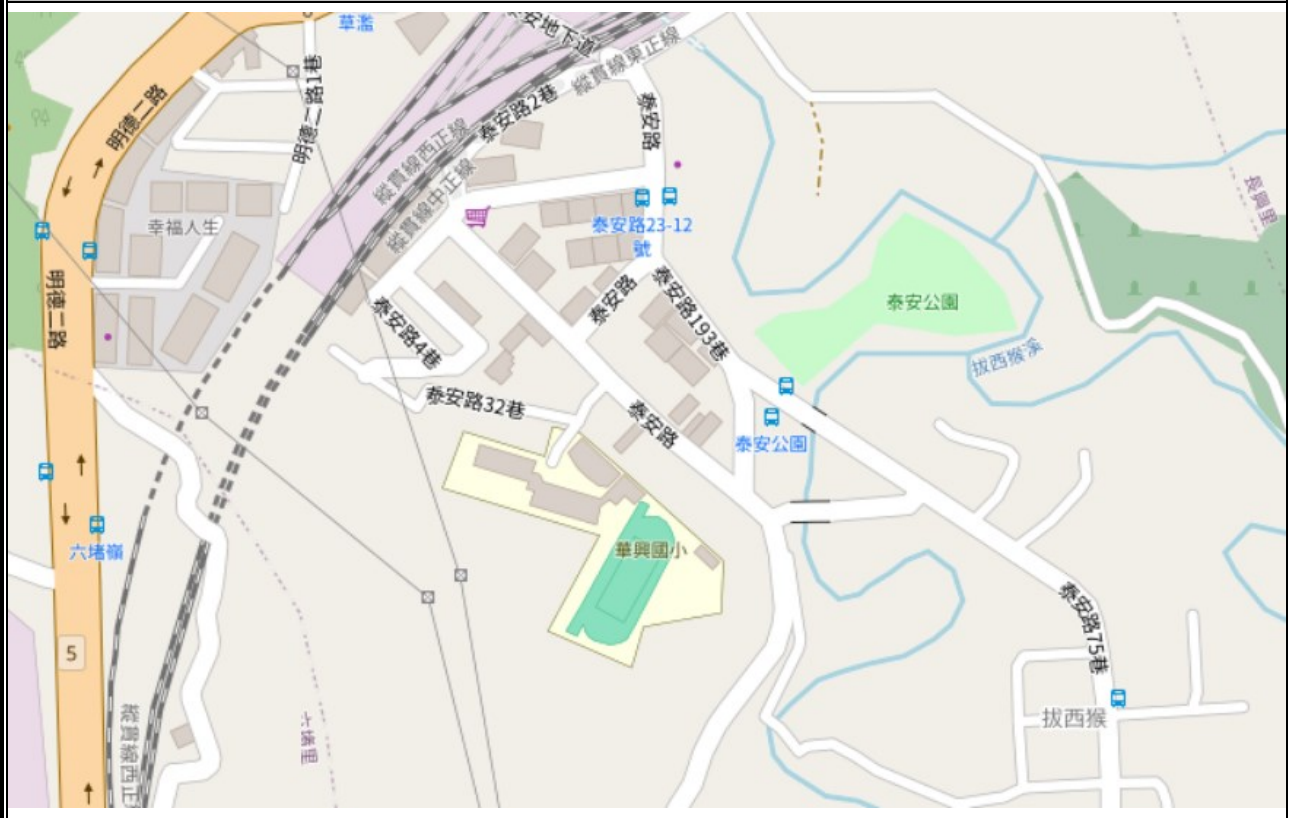 草濫
泰安地下道
縱貫線東正線
明德二路1巷
明德二路
泰安路2巷
泰安路
縱貫線西正線
縱貫線中正線
長興里
幸福人生
泰安路23-12
號
明德二路
泰安路
泰安路193巷
泰安公園
泰安路4巷
拔西猴溪
泰安路32巷
泰安路
泰安公園
六堵嶺
華興國小
5
泰安路75巷
拔西猴
六堵里
縱貫線西正